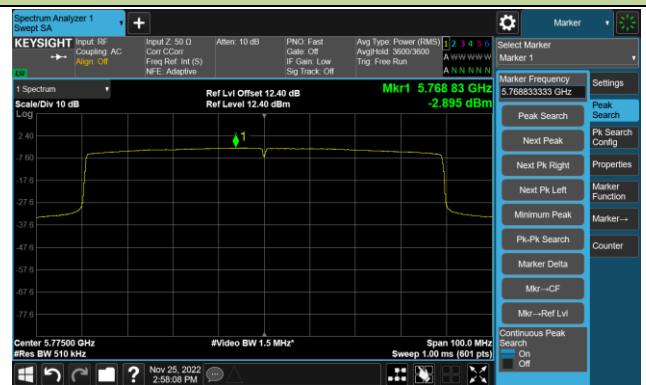 Spectrum Analyzer 1
Swept SA
Marker
KEYSIGHT
Input: RF
Coupling: AC
Align: Off
Input Z: 50 Ω
Corr CCorr
Freq Ref: Int (S)
NFE: Adaptive
Atten: 10 dB
PNO: Fast
Gate: Off
IF Gain: Low
Sig Track: Off
Avg Type: Power (RMS)
Avg|Hold: 3600/3600
Trig: Free Run
1 2 3 4 5 6
A W W W W W
A N N N N N
Select Marker
Marker 1
LW
1 Spectrum
Scale/Div 10 dB
Log
Ref Lvl Offset 12.40 dB
Ref Level 12.40 dBm
Mkr1 5.768 83 GHz
-2.895 dBm
1
2.40
-7.60
-17.6
-27.6
-37.6
-47.6
-57.6
-67.6
-77.6
Center 5.77500 GHz
#Res BW 510 kHz
#Video BW 1.5 MHz*
Span 100.0 MHz
Sweep 1.00 ms (601 pts)
Marker Frequency
5.768833333 GHz
Peak Search
Next Peak
Next Pk Right
Next Pk Left
Minimum Peak
Pk-Pk Search
Marker Delta
Mkr→CF
Mkr→Ref Lvl
Continuous Peak
Search
On
Off
Settings
Peak
Search
Pk Search
Config
Properties
Marker
Function
Marker→
Counter
Nov 25, 2022
2:58:08 PM